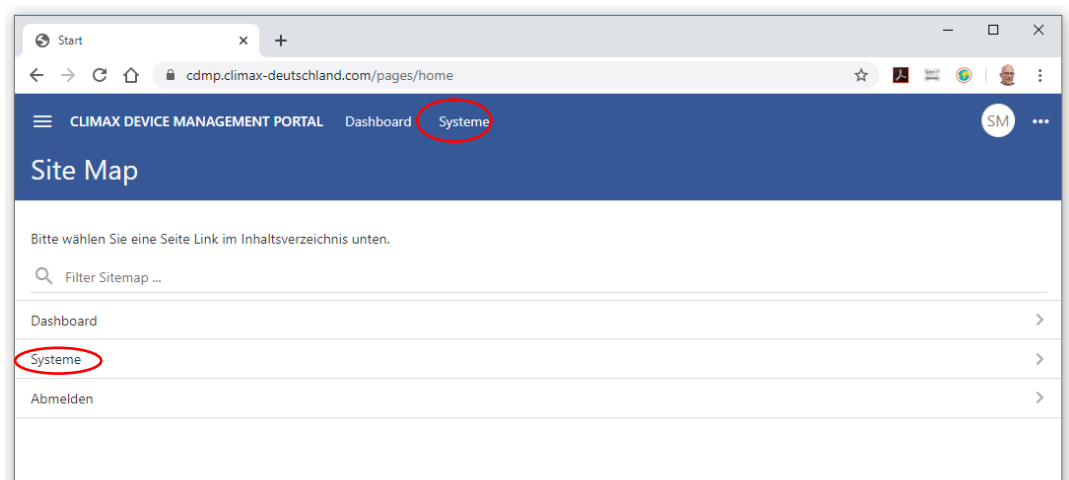 Start
cdmp.climax-deutschland.com/pages/home
CLIMAX DEVICE MANAGEMENT PORTAL Dashboard Systeme SM
Site Map
Bitte wählen Sie eine Seite Link im Inhaltsverzeichnis unten.
Filter Sitemap ...
Dashboard
Systeme
Abmelden